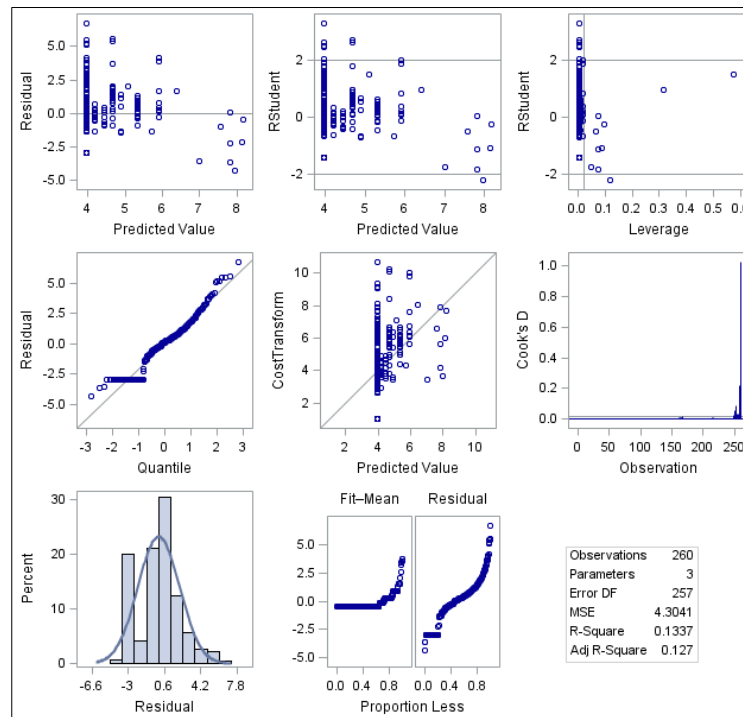 5.0
2.5
0.0
-2.5
-5.0
Residual
4 5 6 7 8
Predicted Value
2
0
-2
RStudent
4 5 6 7 8
Predicted Value
2
0
-2
RStudent
0.0 0.2 0.4
Leverage
5.0
2.5
0.0
-2.5
-5.0
Residual
-3 -2 -1 0 1 2 3
Quantile
10
8
6
4
2
CostTransform
2 4 6 8 10
Predicted Value
1.0
0.8
0.6
0.4
0.2
0.0
Cook's D
0 50 100 150 200 250
Observation
30
20
10
0
Percent
-6.6 -3 0.6 4.2 7.8
Residual
Fit–Mean Residual
5.0
2.5
0.0
-2.5
-5.0
0.0 0.4 0.8 0.0 0.4 0.8
Proportion Less
Observations 260
Parameters 3
Error DF 257
MSE 4.3041
R-Square 0.1337
Adj R-Square 0.127